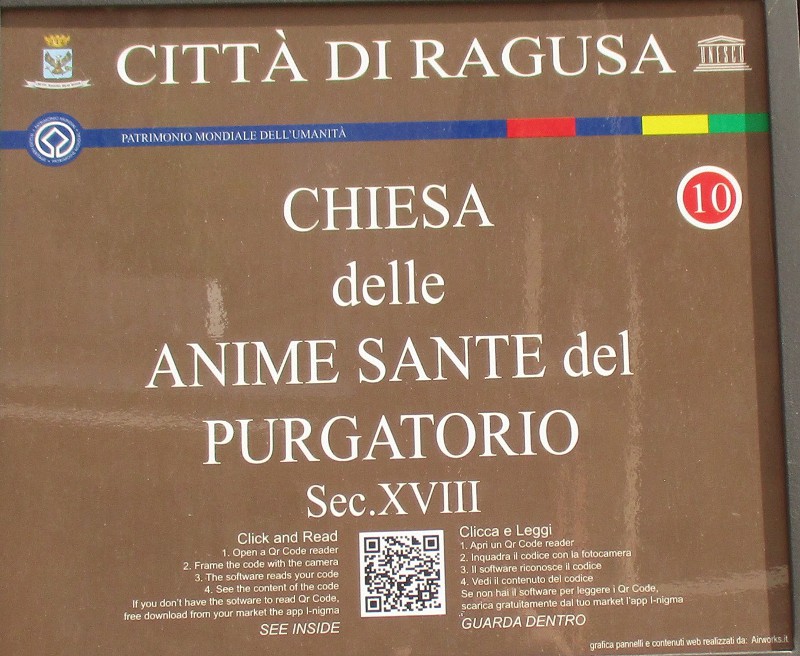 CITTÀ DI RAGUSA
UNESCO
PATRIMONIO MONDIALE DELL'UMANITÀ
10
CHIESA
delle
ANIME SANTE del
PURGATORIO
Sec.XVIII
Click and Read
1. Open a Qr Code reader
2. Frame the code with the camera
3. The software reads your code
4. See the content of the code
If you don't have the sotware to read Qr Code,
free download from your market the app I-nigma
SEE INSIDE
Clicca e Leggi
1. Apri un Qr Code reader
2. Inquadra il codice con la fotocamera
3. Il software riconosce il codice
4. Vedi il contenuto del codice
Se non hai il software per leggere i Qr Code,
scarica gratuitamente dal tuo market l'app I-nigma
GUARDA DENTRO
grafica pannelli e contenuti web realizzati da: Airworks.it